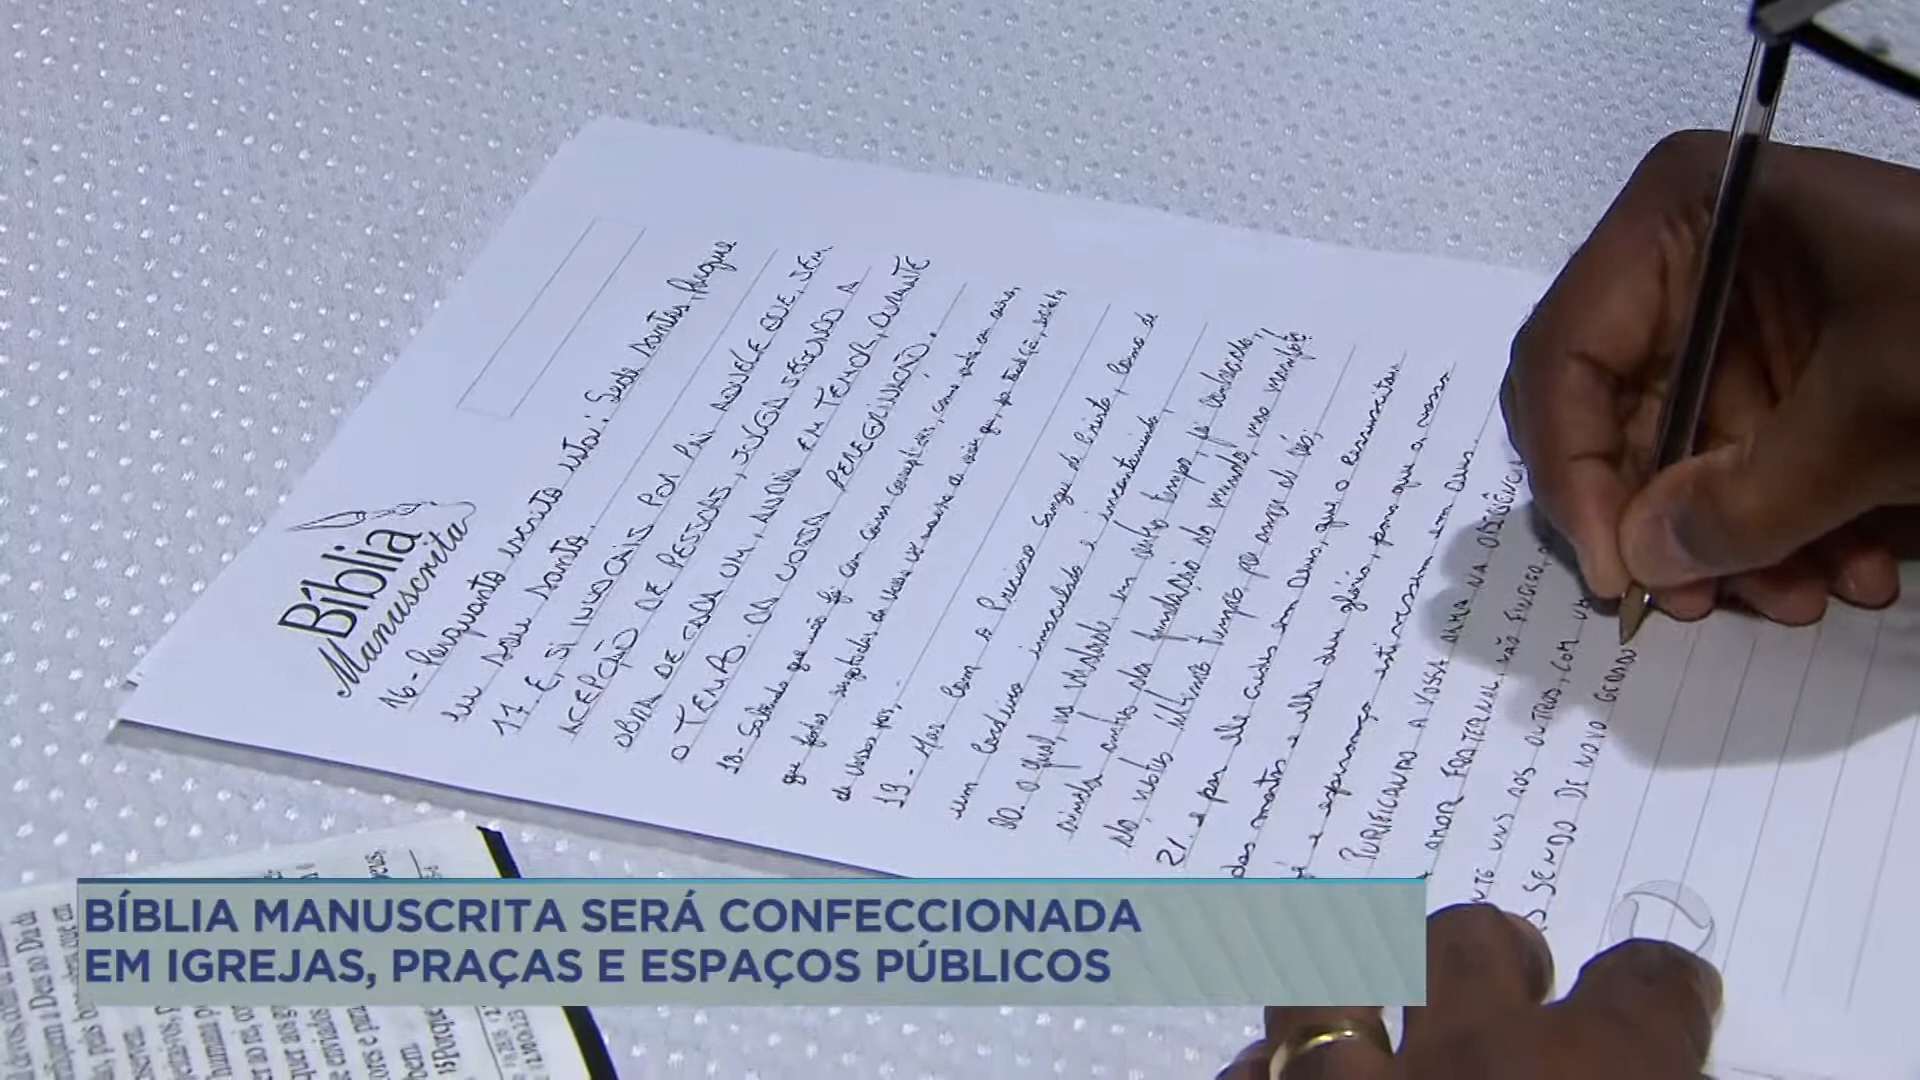 Bíblia
Manuscrita
16- Porquanto escrito está: Sede santos, Porque
eu sou santo.
17. E, SE INVOCAIS POR PAI AQUELE QUE, SEM
ACEPÇÃO DE PESSOAS, JULGA SEGUNDO A
OBRA DE CADA UM, ANDAI EM TEMOR, DURANTE
O TEMPO. DA VOSSA PEREGRINAÇÃO.
18- Sabendo que não foi com coisas corruptíveis, como prata ou ouro,
que fostes resgatados da vossa vã maneira de viver
de vossos pais,
19- Mas com o Precioso sangue de Cristo, Como de
um Cordeiro imaculado e incontaminado,
20. O qual, na verdade, em outro tempo, foi conhecido,
ainda antes da fundação do mundo, mas manifes
do, nestes últimos tempos por amor de vós;
21. e por ele credes em Deus, que o ressuscitou
dos mortos e lhe deu glória, para que a vossa
fé e esperança estivessem em Deus.
PURIFICANDO A VOSSA ALMA NA OBEDIÊNCI
AMOR FRATERNAL, NÃO FINGIDO,
NTE UNS AOS OUTROS, COM
SENDO DE NOVO GERADO
BÍBLIA MANUSCRITA SERÁ CONFECCIONADA
EM IGREJAS, PRAÇAS E ESPAÇOS PÚBLICOS